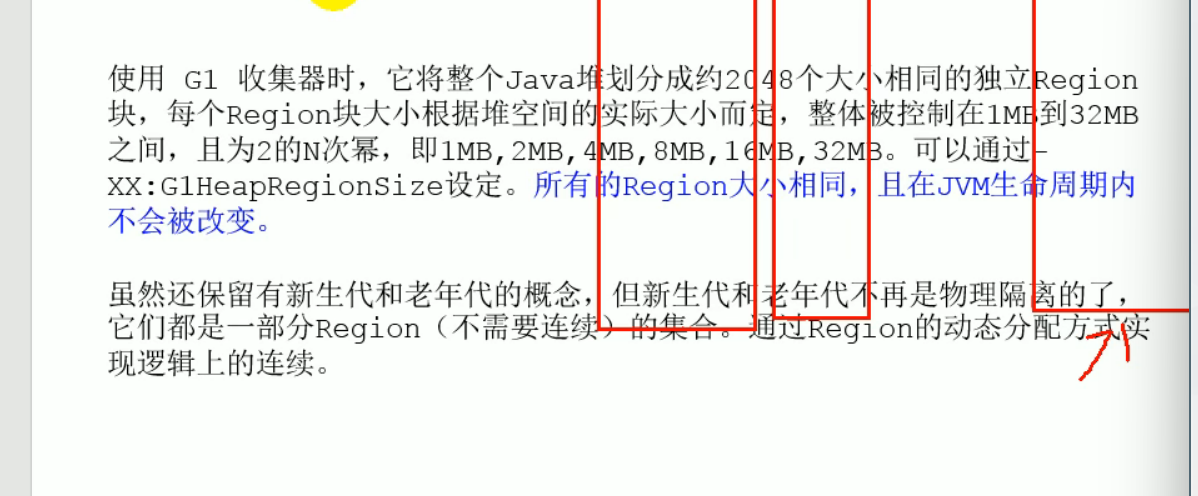 使用 G1 收集器时，它将整个Java堆划分成约2048个大小相同的独立Region
块，每个Region块大小根据堆空间的实际大小而定，整体被控制在1MB到32MB
之间，且为2的N次幂，即1MB,2MB,4MB,8MB,16MB,32MB。可以通过-
XX:G1HeapRegionSize设定。所有的Region大小相同，且在JVM生命周期内
不会被改变。
虽然还保留有新生代和老年代的概念，但新生代和老年代不再是物理隔离的了，
它们都是一部分Region（不需要连续）的集合。通过Region的动态分配方式实
现逻辑上的连续。